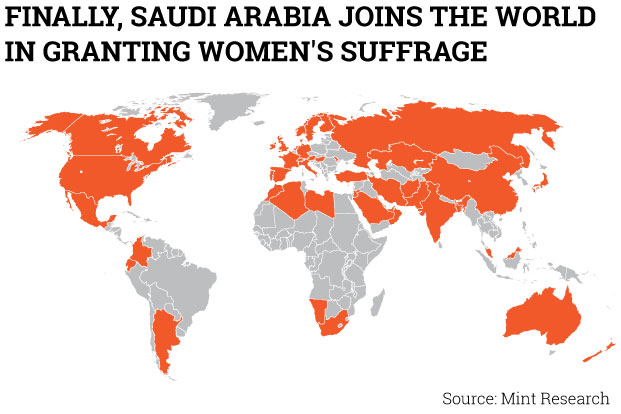 FINALLY, SAUDI ARABIA JOINS THE WORLD
IN GRANTING WOMEN'S SUFFRAGE
Source: Mint Research